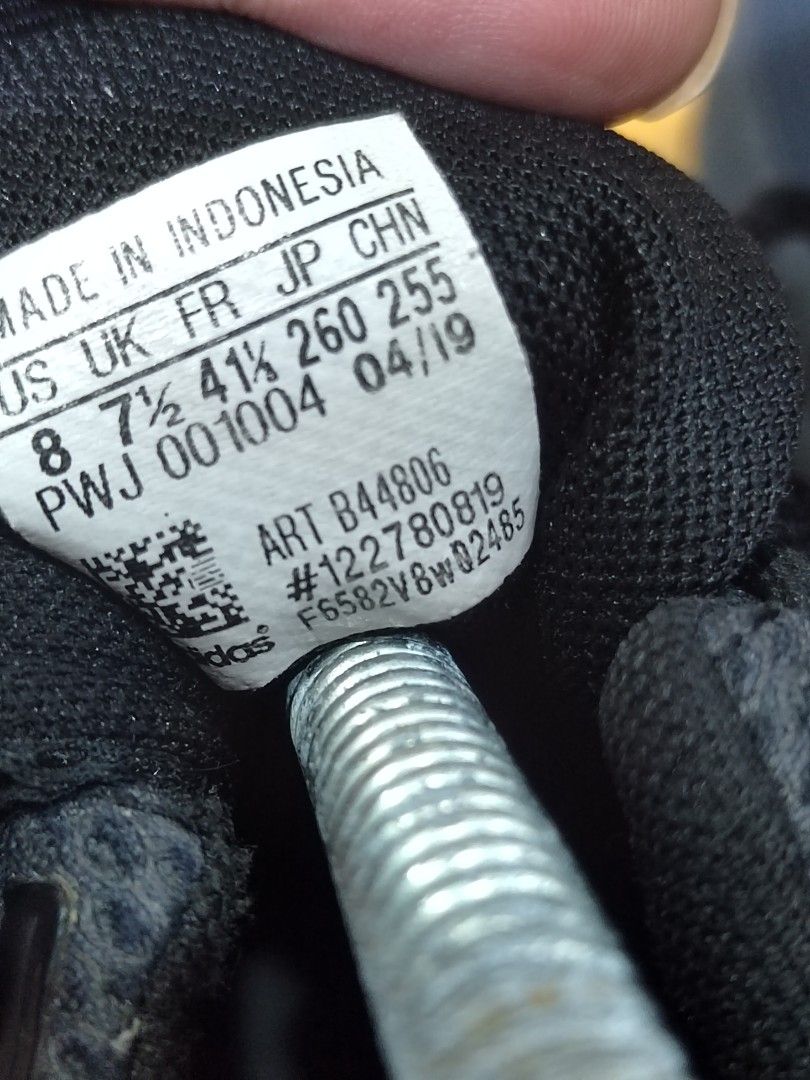 MADE IN INDONESIA
US UK FR JP CHN
8 7½ 41⅓ 260 255
PWJ 001004 04/19
ART B44806
#122780819
F6582V8w02485
adidas®